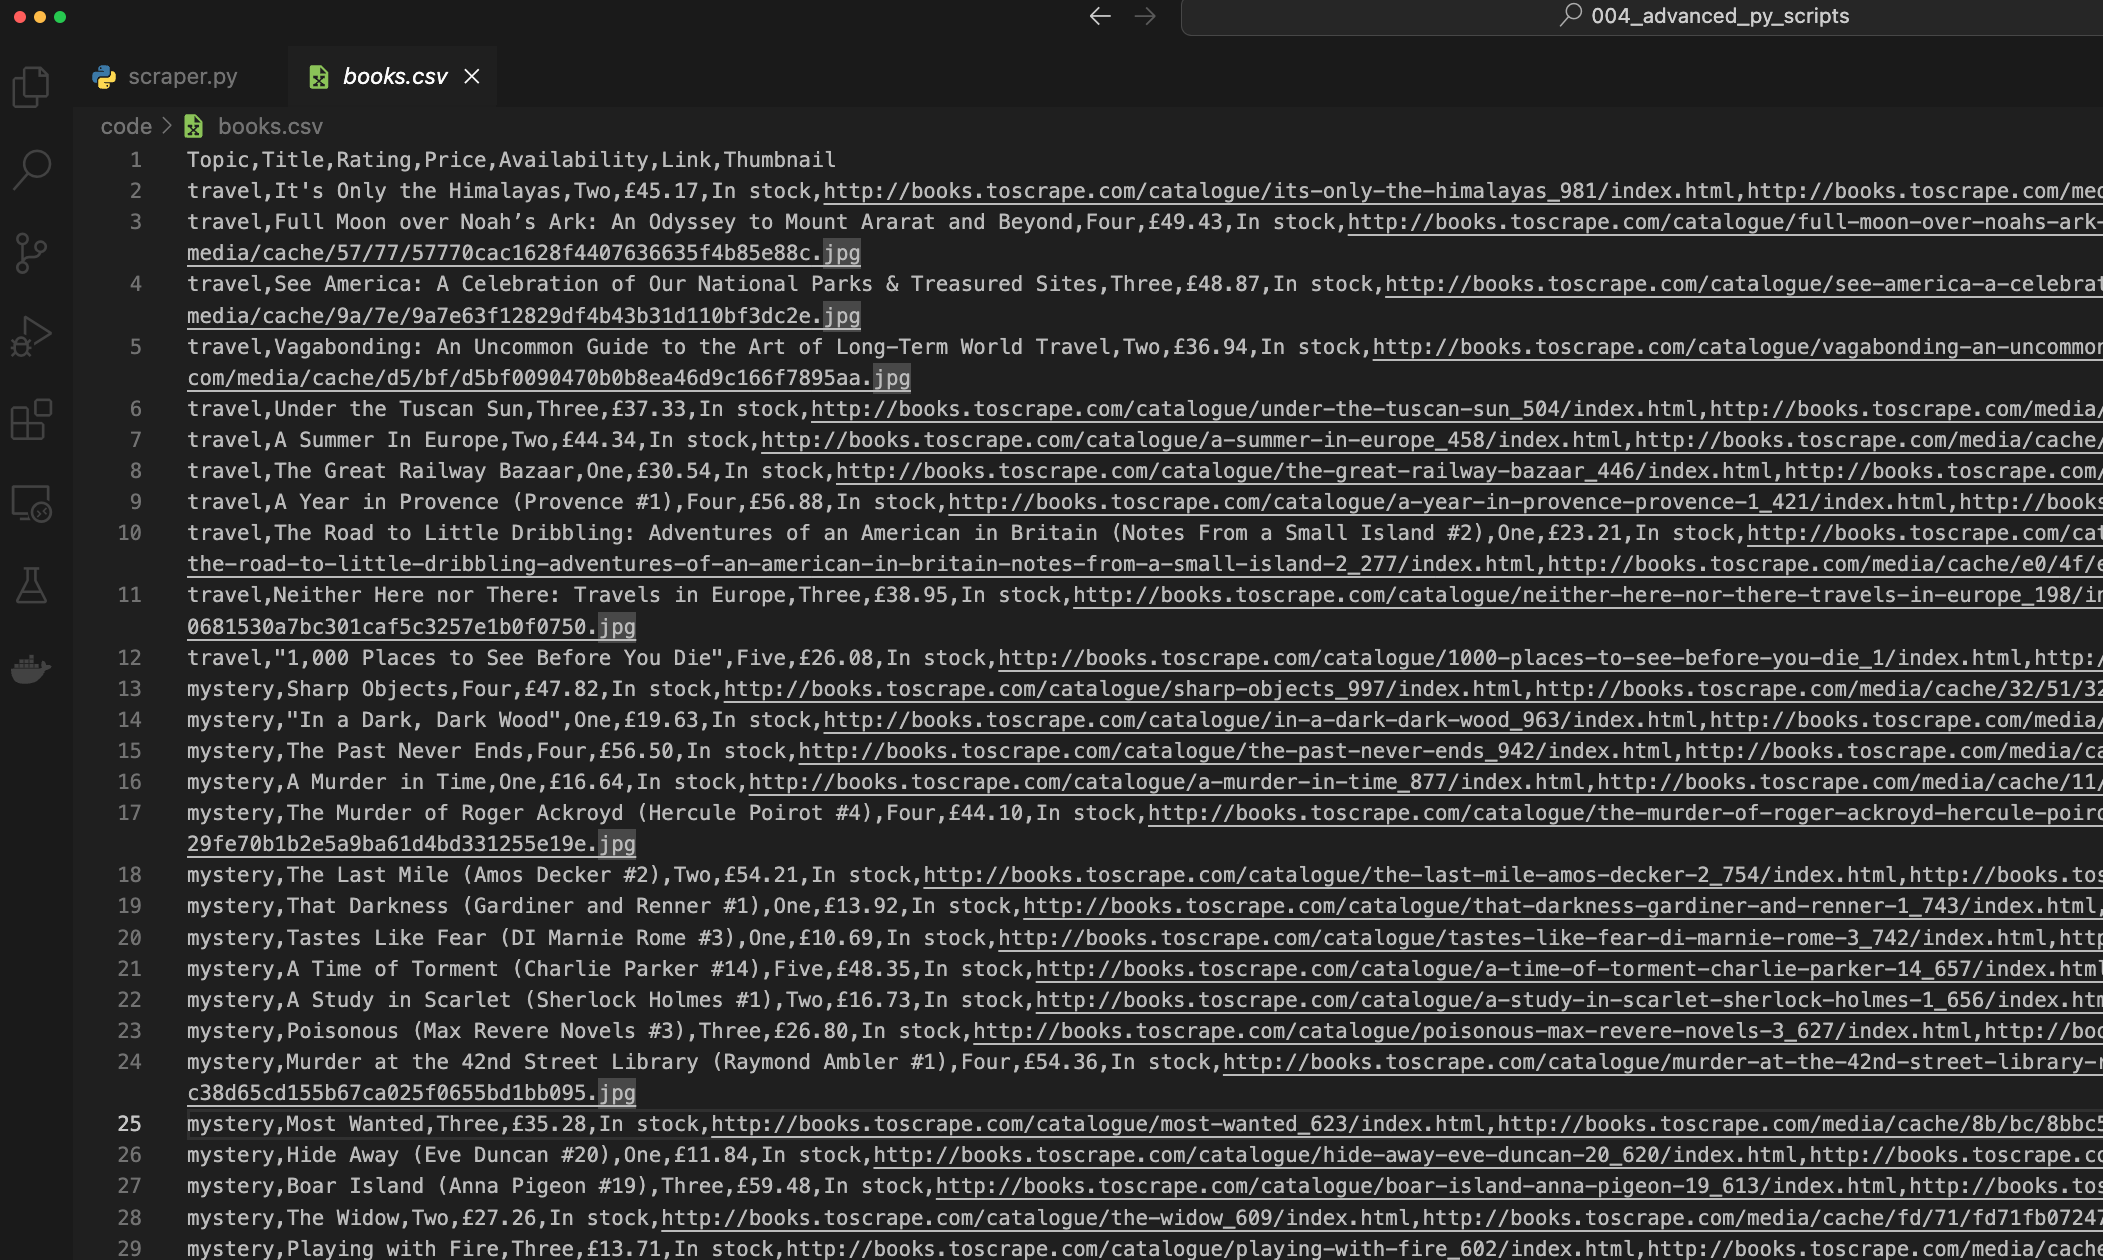 004_advanced_py_scripts
scraper.py
books.csv
code > books.csv
1 Topic,Title,Rating,Price,Availability,Link,Thumbnail
2 travel,It's Only the Himalayas,Two,£45.17,In stock,http://books.toscrape.com/catalogue/its-only-the-himalayas_981/index.html,http://books.toscrape.com/med
3 travel,Full Moon over Noah’s Ark: An Odyssey to Mount Ararat and Beyond,Four,£49.43,In stock,http://books.toscrape.com/catalogue/full-moon-over-noahs-ark-
media/cache/57/77/57770cac1628f4407636635f4b85e88c.jpg
4 travel,See America: A Celebration of Our National Parks & Treasured Sites,Three,£48.87,In stock,http://books.toscrape.com/catalogue/see-america-a-celebrat
media/cache/9a/7e/9a7e63f12829df4b43b31d110bf3dc2e.jpg
5 travel,Vagabonding: An Uncommon Guide to the Art of Long-Term World Travel,Two,£36.94,In stock,http://books.toscrape.com/catalogue/vagabonding-an-uncommon
com/media/cache/d5/bf/d5bf0090470b0b8ea46d9c166f7895aa.jpg
6 travel,Under the Tuscan Sun,Three,£37.33,In stock,http://books.toscrape.com/catalogue/under-the-tuscan-sun_504/index.html,http://books.toscrape.com/media/
7 travel,A Summer In Europe,Two,£44.34,In stock,http://books.toscrape.com/catalogue/a-summer-in-europe_458/index.html,http://books.toscrape.com/media/cache/
8 travel,The Great Railway Bazaar,One,£30.54,In stock,http://books.toscrape.com/catalogue/the-great-railway-bazaar_446/index.html,http://books.toscrape.com/
9 travel,A Year in Provence (Provence #1),Four,£56.88,In stock,http://books.toscrape.com/catalogue/a-year-in-provence-provence-1_421/index.html,http://books
10 travel,The Road to Little Dribbling: Adventures of an American in Britain (Notes From a Small Island #2),One,£23.21,In stock,http://books.toscrape.com/cat
the-road-to-little-dribbling-adventures-of-an-american-in-britain-notes-from-a-small-island-2_277/index.html,http://books.toscrape.com/media/cache/e0/4f/e
11 travel,Neither Here nor There: Travels in Europe,Three,£38.95,In stock,http://books.toscrape.com/catalogue/neither-here-nor-there-travels-in-europe_198/in
0681530a7bc301caf5c3257e1b0f0750.jpg
12 travel,"1,000 Places to See Before You Die",Five,£26.08,In stock,http://books.toscrape.com/catalogue/1000-places-to-see-before-you-die_1/index.html,http:/
13 mystery,Sharp Objects,Four,£47.82,In stock,http://books.toscrape.com/catalogue/sharp-objects_997/index.html,http://books.toscrape.com/media/cache/32/51/32
14 mystery,"In a Dark, Dark Wood",One,£19.63,In stock,http://books.toscrape.com/catalogue/in-a-dark-dark-wood_963/index.html,http://books.toscrape.com/media/
15 mystery,The Past Never Ends,Four,£56.50,In stock,http://books.toscrape.com/catalogue/the-past-never-ends_942/index.html,http://books.toscrape.com/media/ca
16 mystery,A Murder in Time,One,£16.64,In stock,http://books.toscrape.com/catalogue/a-murder-in-time_877/index.html,http://books.toscrape.com/media/cache/11/
17 mystery,The Murder of Roger Ackroyd (Hercule Poirot #4),Four,£44.10,In stock,http://books.toscrape.com/catalogue/the-murder-of-roger-ackroyd-hercule-poiro
29fe70b1b2e5a9ba61d4bd331255e19e.jpg
18 mystery,The Last Mile (Amos Decker #2),Two,£54.21,In stock,http://books.toscrape.com/catalogue/the-last-mile-amos-decker-2_754/index.html,http://books.tos
19 mystery,That Darkness (Gardiner and Renner #1),One,£13.92,In stock,http://books.toscrape.com/catalogue/that-darkness-gardiner-and-renner-1_743/index.html,
20 mystery,Tastes Like Fear (DI Marnie Rome #3),One,£10.69,In stock,http://books.toscrape.com/catalogue/tastes-like-fear-di-marnie-rome-3_742/index.html,http
21 mystery,A Time of Torment (Charlie Parker #14),Five,£48.35,In stock,http://books.toscrape.com/catalogue/a-time-of-torment-charlie-parker-14_657/index.html
22 mystery,A Study in Scarlet (Sherlock Holmes #1),Two,£16.73,In stock,http://books.toscrape.com/catalogue/a-study-in-scarlet-sherlock-holmes-1_656/index.htm
23 mystery,Poisonous (Max Revere Novels #3),Three,£26.80,In stock,http://books.toscrape.com/catalogue/poisonous-max-revere-novels-3_627/index.html,http://boo
24 mystery,Murder at the 42nd Street Library (Raymond Ambler #1),Four,£54.36,In stock,http://books.toscrape.com/catalogue/murder-at-the-42nd-street-library-r
c38d65cd155b67ca025f0655bd1bb095.jpg
25 mystery,Most Wanted,Three,£35.28,In stock,http://books.toscrape.com/catalogue/most-wanted_623/index.html,http://books.toscrape.com/media/cache/8b/bc/8bbc5
26 mystery,Hide Away (Eve Duncan #20),One,£11.84,In stock,http://books.toscrape.com/catalogue/hide-away-eve-duncan-20_620/index.html,http://books.toscrape.co
27 mystery,Boar Island (Anna Pigeon #19),Three,£59.48,In stock,http://books.toscrape.com/catalogue/boar-island-anna-pigeon-19_613/index.html,http://books.tos
28 mystery,The Widow,Two,£27.26,In stock,http://books.toscrape.com/catalogue/the-widow_609/index.html,http://books.toscrape.com/media/cache/fd/71/fd71fb07247
29 mystery,Playing with Fire,Three,£13.71,In stock,http://books.toscrape.com/catalogue/playing-with-fire_602/index.html,http://books.toscrape.com/media/cache